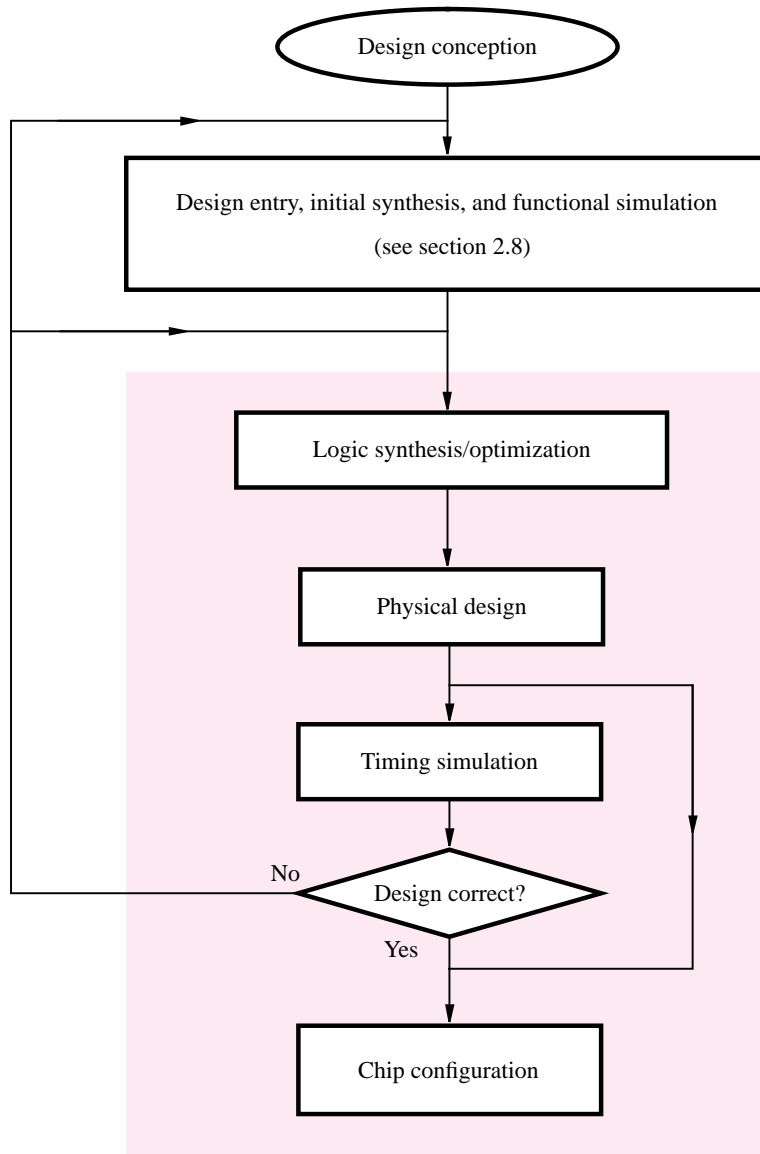 Design conception
Design entry, initial synthesis, and functional simulation
(see section 2.8)
Logic synthesis/optimization
Physical design
Timing simulation
No
Design correct?
Yes
Chip configuration